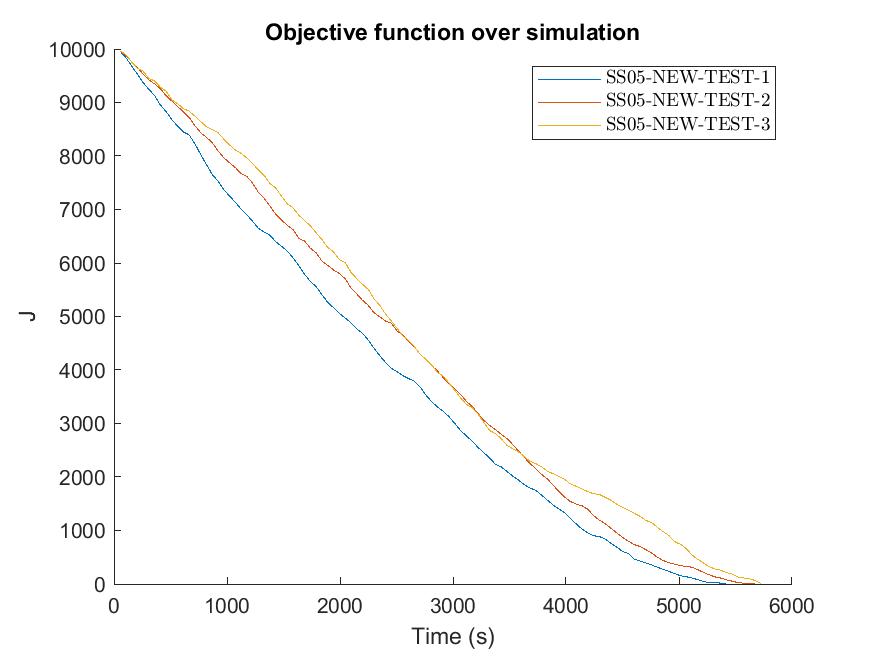 Objective function over simulation
10000
9000
8000
7000
6000
5000
4000
3000
2000
1000
0
J
SS05-NEW-TEST-1
SS05-NEW-TEST-2
SS05-NEW-TEST-3
0 1000 2000 3000 4000 5000 6000
Time (s)